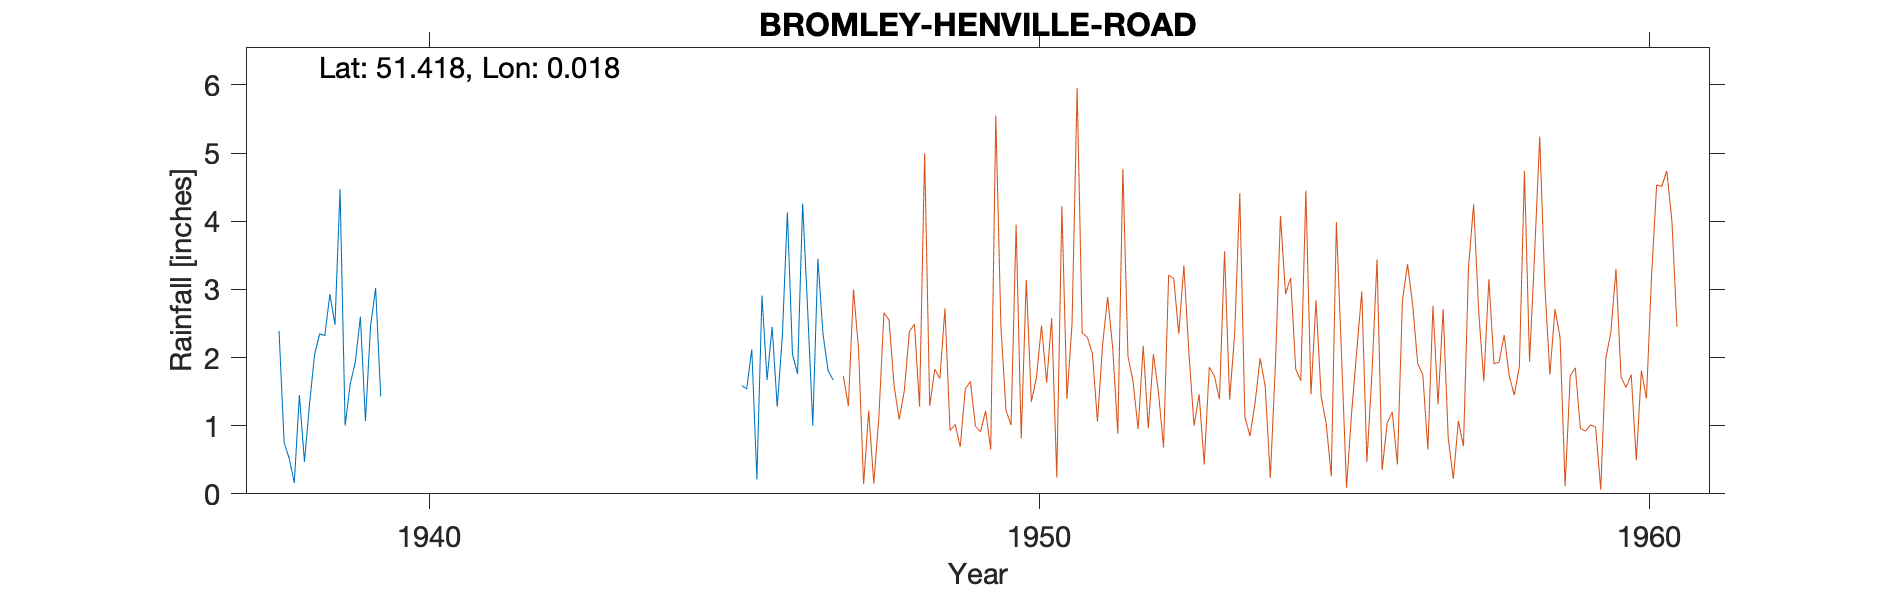 BROMLEY-HENVILLE-ROAD
Lat: 51.418, Lon: 0.018
6
5
4
3
2
1
0
Rainfall [inches]
1940 1950 1960
Year